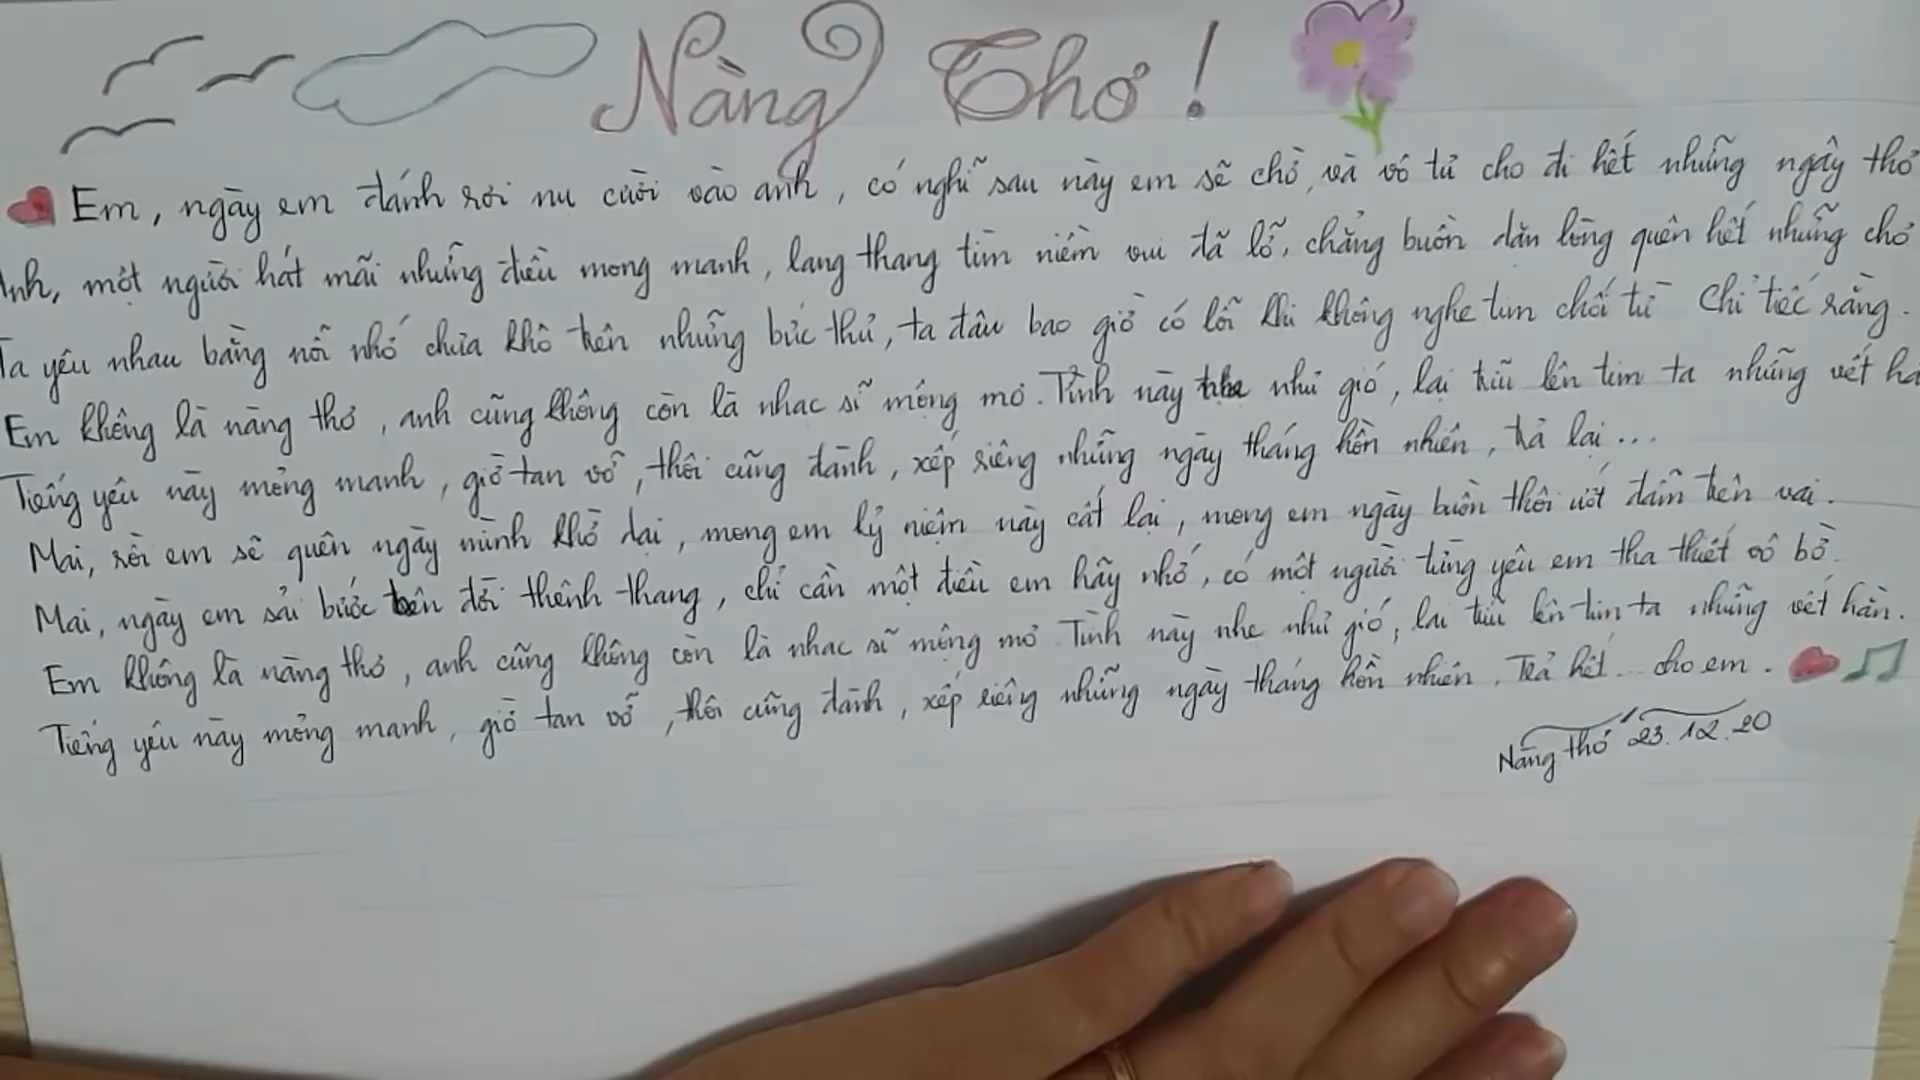 Nàng Thơ!
Em, ngày em đánh rơi nụ cười vào anh, có nghĩ sau này em sẽ chờ, và vô tư cho đi hết những ngày thơ
Anh, một người hát mãi những điều mong manh, lang thang tìm niềm vui đã lỡ, chẳng buồn dặn lòng quên hết những chơ
Ta yêu nhau bằng nỗi nhớ chưa khô trên những bức thư, ta đâu bao giờ có lỗi khi không nghe tim chối từ Chỉ tiếc rằng.
Em không là nàng thơ, anh cũng không còn là nhạc sĩ mộng mơ. Tình này nhẹ như gió, lại trĩu lên tim ta những vết hằ
Tiếng yêu này mỏng manh, giờ tan vỡ, thôi cũng đành, xếp riêng những ngày tháng hồn nhiên, trả lại...
Mai, rồi em sẽ quên ngày mình khờ dại, mong em kỷ niệm này cất lại, mong em ngày buồn thôi ướt đẫm trên vai.
Mai, ngày em sải bước bên đời thênh thang, chỉ cần một điều em hãy nhớ, có một người từng yêu em tha thiết vô bờ.
Em không là nàng thơ, anh cũng không còn là nhạc sĩ mộng mơ Tình này nhẹ như gió, lại trĩu lên tim ta những vết hằn.
Tiếng yêu này mỏng manh, giờ tan vỡ, thôi cũng đành, xếp riêng những ngày tháng hồn nhiên. Trả hết... cho em.
Nàng thơ 23.12.20